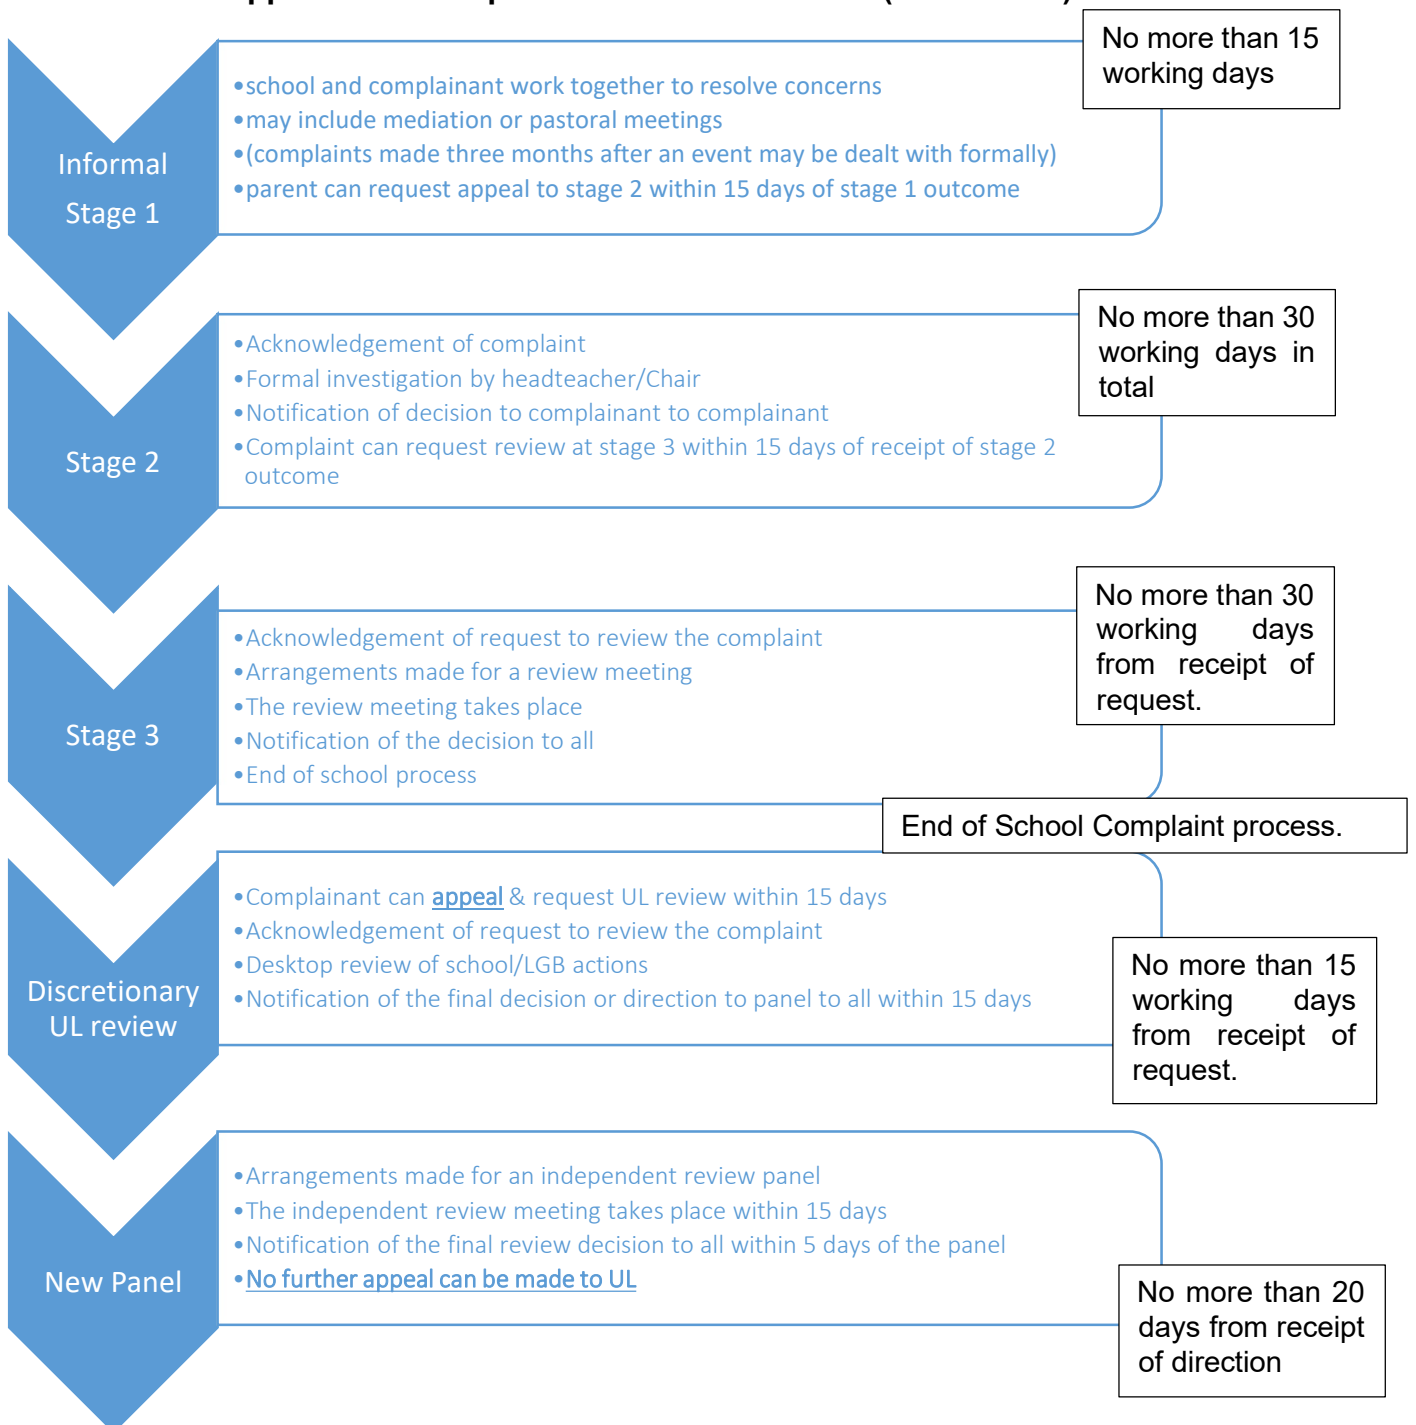 No more than 15
working days
Informal
Stage 1
•school and complainant work together to resolve concerns
•may include mediation or pastoral meetings
•(complaints made three months after an event may be dealt with formally)
•parent can request appeal to stage 2 within 15 days of stage 1 outcome
No more than 30
working days in
total
Stage 2
•Acknowledgement of complaint
•Formal investigation by headteacher/Chair
•Notification of decision to complainant to complainant
•Complaint can request review at stage 3 within 15 days of receipt of stage 2
outcome
No more than 30
working days
from receipt of
request.
Stage 3
•Acknowledgement of request to review the complaint
•Arrangements made for a review meeting
•The review meeting takes place
•Notification of the decision to all
•End of school process
End of School Complaint process.
Discretionary
UL review
•Complainant can appeal & request UL review within 15 days
•Acknowledgement of request to review the complaint
•Desktop review of school/LGB actions
•Notification of the final decision or direction to panel to all within 15 days
No more than 15
working days
from receipt of
request.
New Panel
•Arrangements made for an independent review panel
•The independent review meeting takes place within 15 days
•Notification of the final review decision to all within 5 days of the panel
•No further appeal can be made to UL
No more than 20
days from receipt
of direction